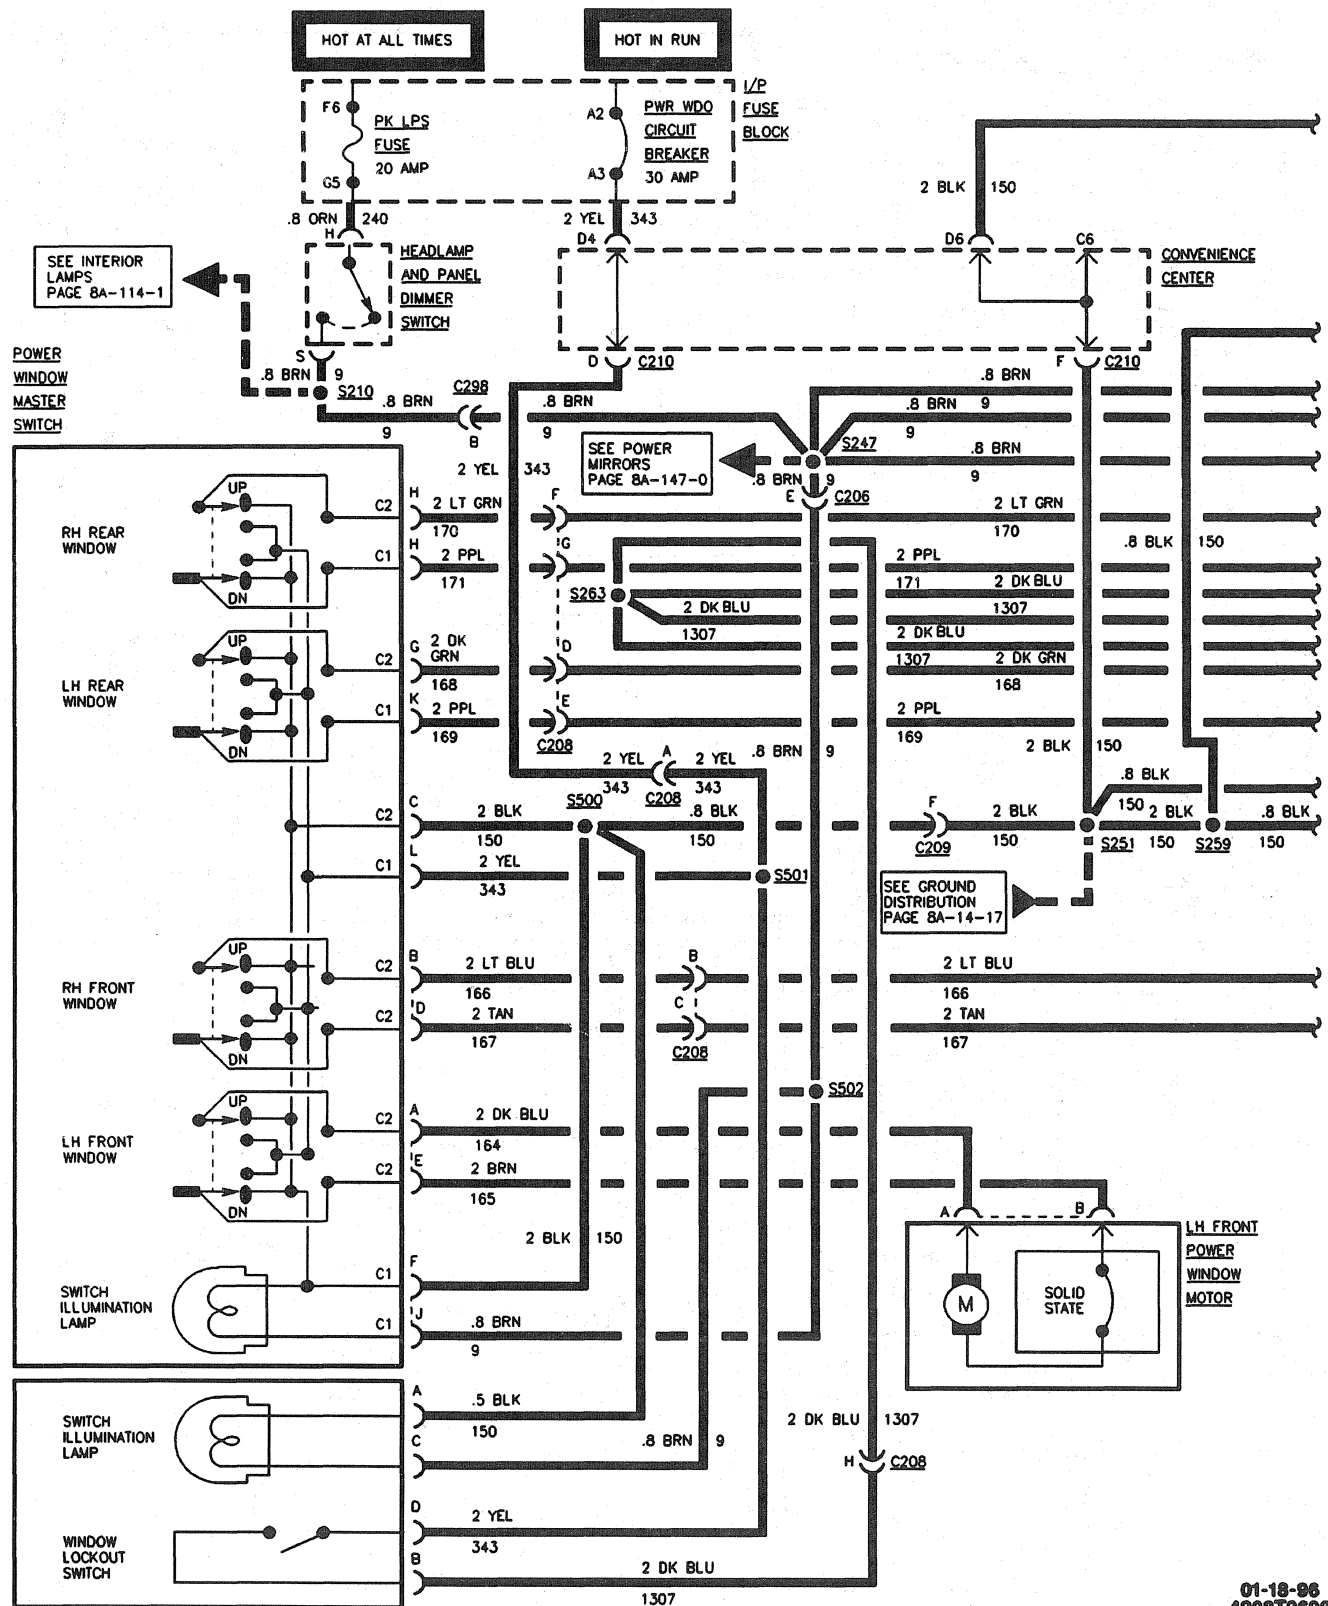 HOT AT ALL TIMES
HOT IN RUN
F6
PK LPS
FUSE
20 AMP
G5
A2
PWR WDO
CIRCUIT
BREAKER
30 AMP
A3
I/P
FUSE
BLOCK
2 BLK 150
.8 ORN 240
H
2 YEL 343
D4
D6
C6
SEE INTERIOR
LAMPS
PAGE 8A-114-1
HEADLAMP
AND PANEL
DIMMER
SWITCH
CONVENIENCE
CENTER
POWER
WINDOW
MASTER
SWITCH
S
.8 BRN 9
S210
C298
B
.8 BRN
9
.8 BRN
9
D C210
F C210
.8 BRN
9
.8 BRN
9
S247
SEE POWER
MIRRORS
PAGE 8A-147-0
.8 BRN 9
.8 BRN
9
E C206
2 YEL 343
RH REAR
WINDOW
UP
DN
C2
H
2 LT GRN
170
F
2 LT GRN
170
C1
H
2 PPL
171
G
2 PPL
171
.8 BLK 150
S263
2 DK BLU
1307
2 DK BLU
1307
2 DK BLU
1307
LH REAR
WINDOW
UP
DN
C2
G
2 DK
GRN
168
D
2 DK GRN
168
C1
K
2 PPL
169
E
C208
2 PPL
169
.8 BRN 9
2 BLK 150
2 YEL
343
A
C208
2 YEL
343
.8 BLK
150
C2
C
2 BLK
150
S500
.8 BLK
150
F
C209
2 BLK
150
S251
2 BLK
150
S259
.8 BLK
150
C1
L
2 YEL
343
S501
SEE GROUND
DISTRIBUTION
PAGE 8A-14-17
RH FRONT
WINDOW
UP
DN
C2
B
2 LT BLU
166
B
2 LT BLU
166
C2
D
2 TAN
167
C
C208
2 TAN
167
S502
LH FRONT
WINDOW
UP
DN
C2
A
2 DK BLU
164
C2
E
2 BRN
165
A
B
LH FRONT
POWER
WINDOW
MOTOR
M
SOLID
STATE
2 BLK 150
SWITCH
ILLUMINATION
LAMP
C1
F
C1
J
.8 BRN
9
SWITCH
ILLUMINATION
LAMP
A
.5 BLK
150
C
.8 BRN 9
2 DK BLU 1307
H C208
WINDOW
LOCKOUT
SWITCH
D
2 YEL
343
B
2 DK BLU
1307
01-18-96